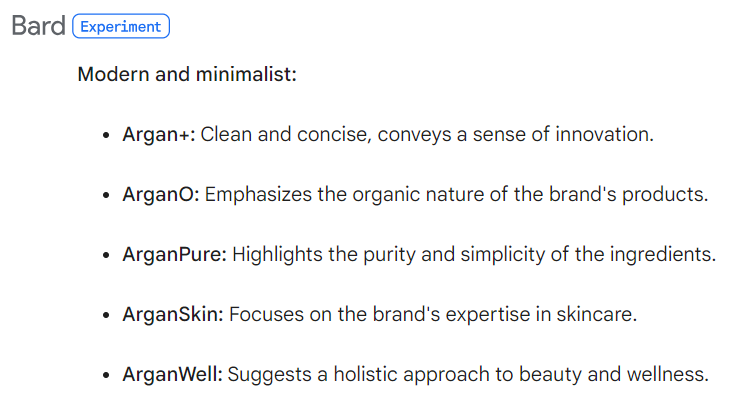 Bard Experiment
Modern and minimalist:
• Argan+: Clean and concise, conveys a sense of innovation.
• ArganO: Emphasizes the organic nature of the brand's products.
• ArganPure: Highlights the purity and simplicity of the ingredients.
• ArganSkin: Focuses on the brand's expertise in skincare.
• ArganWell: Suggests a holistic approach to beauty and wellness.